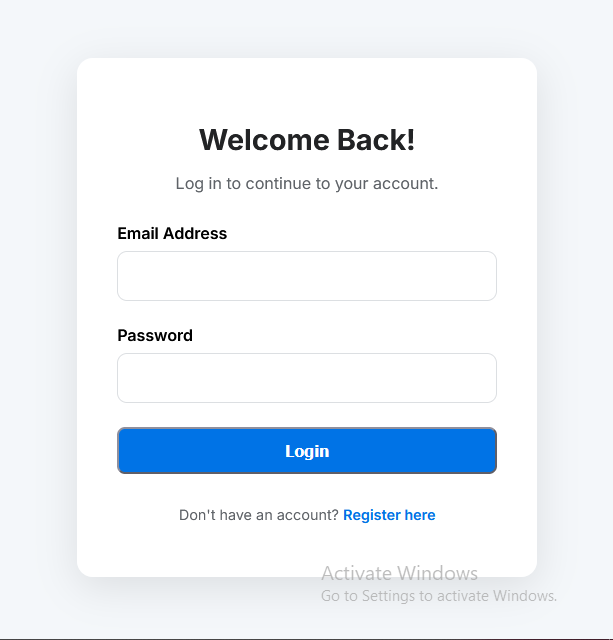 Welcome Back!
Log in to continue to your account.
Email Address
Password
Login
Don't have an account? Register here
Activate Windows
Go to Settings to activate Windows.